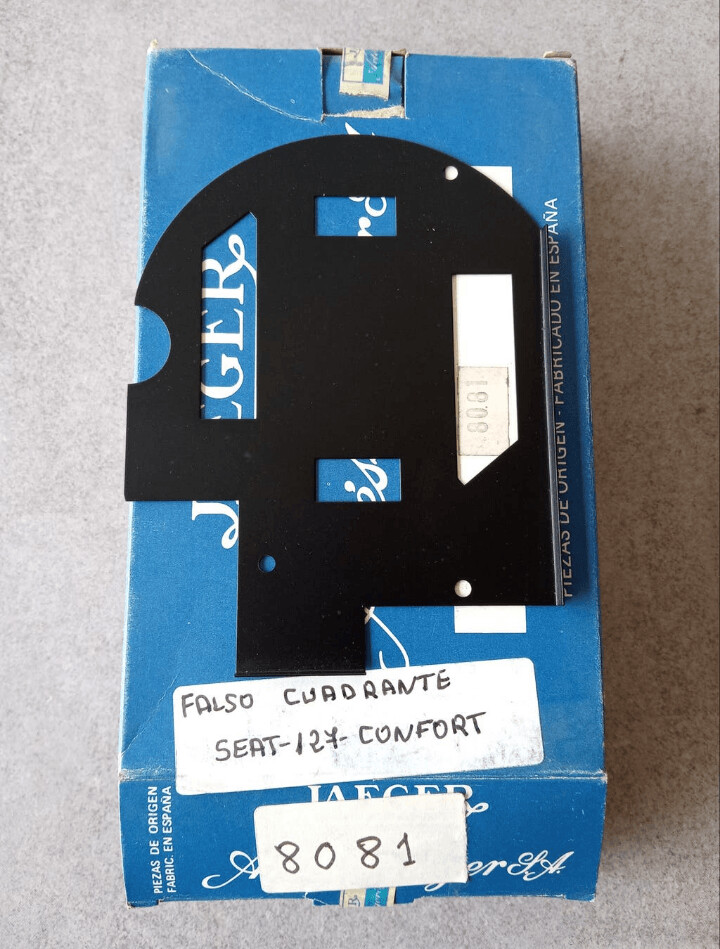 PIEZAS DE ORIGEN - FABRICADO EN ESPAÑA
8081
FALSO CUADRANTE
SEAT-127-CONFORT
PIEZAS DE ORIGEN
FABRIC. EN ESPAÑA
JAEGER
8081
S.A.